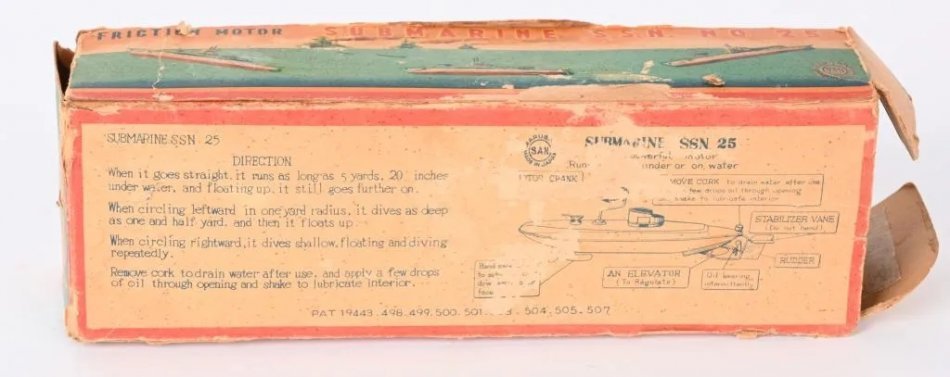 FRICTION MOTOR SUBMARINE SSN NO 25
SUBMARINE SSN 25
DIRECTION
When it goes straight, it runs as long as 5 yards, 20 inches
under water, and floating up, it still goes further on.
When circling leftward in one yard radius, it dives as deep
as one and half yard, and then it floats up.
When circling rightward, it dives shallow, floating and diving
repeatedly.
Remove cork to drain water after use, and apply a few drops
of oil through opening and shake to lubricate interior.
SAN
MADE IN JAPAN
SUBMARINE SSN 25
Run under or on water
CRANK
MOVE CORK to drain water after use
few drops oil through opening
shake to lubricate interior
STABILIZER VANE
(Do not bend)
RUDDER
AN ELEVATOR
(To Regulate)
Oil bearing
intermittently
PAT 19443. 498. 499. 500. 501. 504. 505. 507